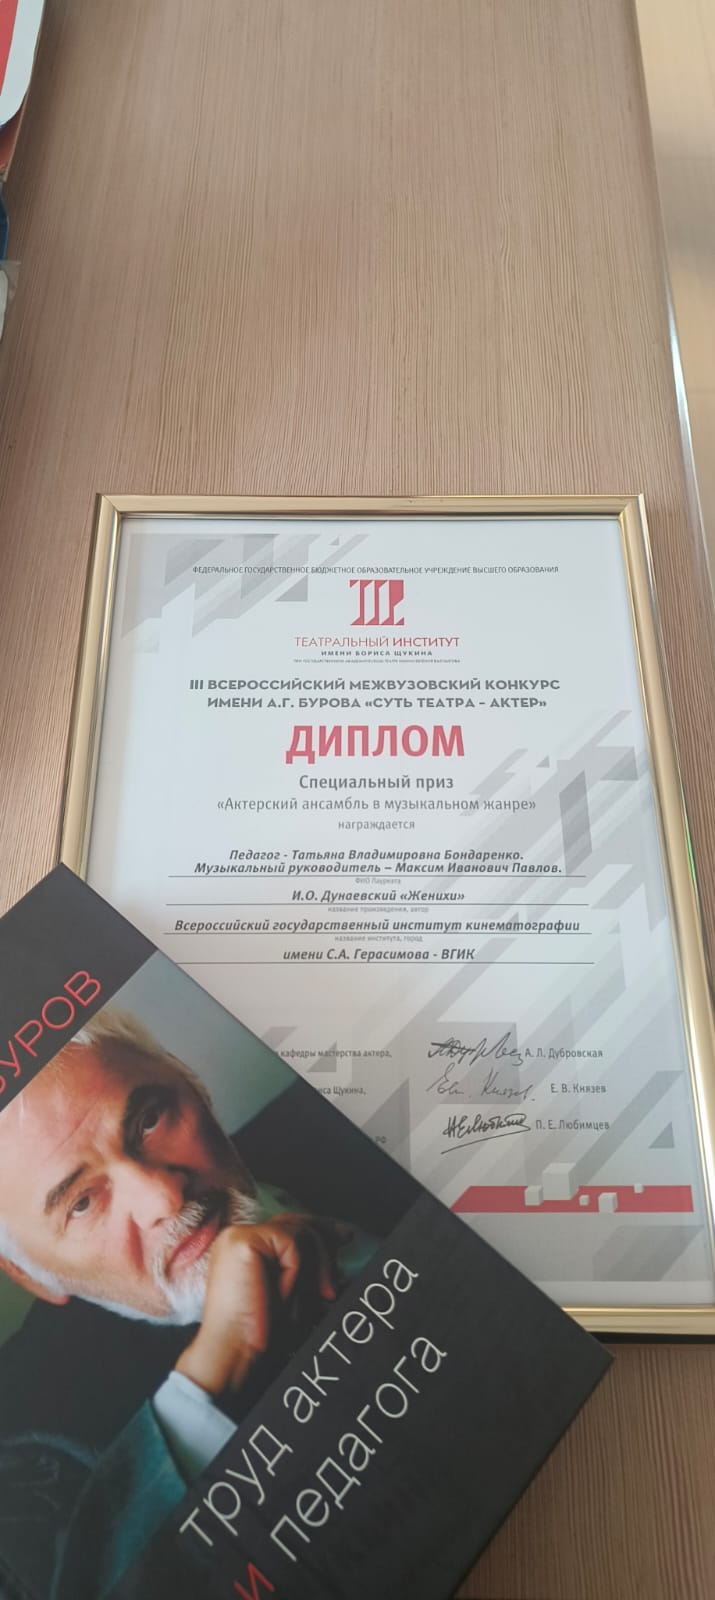 ФЕДЕРАЛЬНОЕ ГОСУДАРСТВЕННОЕ БЮДЖЕТНОЕ ОБРАЗОВАТЕЛЬНОЕ УЧРЕЖДЕНИЕ ВЫСШЕГО ОБРАЗОВАНИЯ
ТЕАТРАЛЬНЫЙ ИНСТИТУТ
ИМЕНИ БОРИСА ЩУКИНА
III ВСЕРОССИЙСКИЙ МЕЖВУЗОВСКИЙ КОНКУРС
ИМЕНИ А.Г. БУРОВА «СУТЬ ТЕАТРА – АКТЕР»
ДИПЛОМ
Специальный приз
«Актерский ансамбль в музыкальном жанре»
награждается
Педагог - Татьяна Владимировна Бондаренко.
Музыкальный руководитель – Максим Иванович Павлов.
ФИО Лауреата
И.О. Дунаевский «Женихи»
название произведения, автор
Всероссийский государственный институт кинематографии
название института, город
имени С.А. Герасимова - ВГИК
кафедры мастерства актера,
А. Л. Дубровская
Щукина,
Е. В. Князев
РФ
П. Е. Любимцев
БУРОВ
труд актера
и педагога